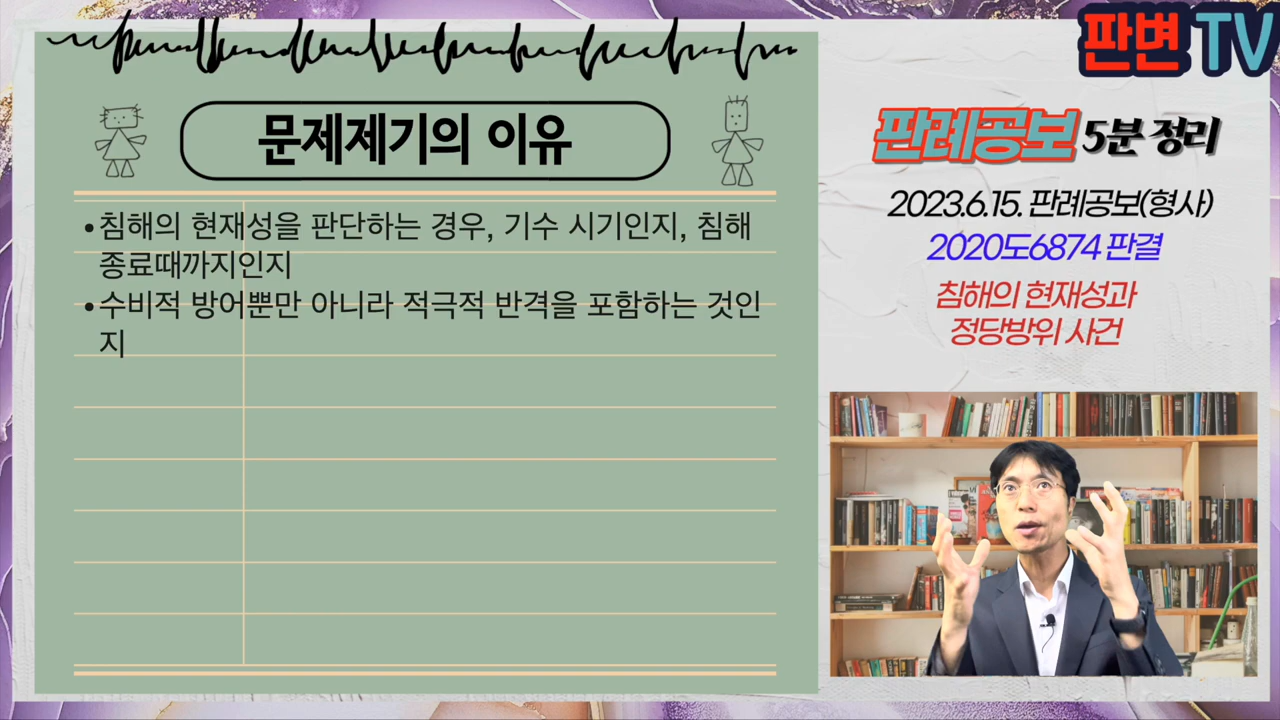 판변 TV
문제제기의 이유
•침해의 현재성을 판단하는 경우, 기수 시기인지, 침해
종료때까지인지
•수비적 방어뿐만 아니라 적극적 반격을 포함하는 것인
지
판례공보 5분 정리
2023.6.15. 판례공보(형사)
2020도6874 판결
침해의 현재성과
정당방위 사건